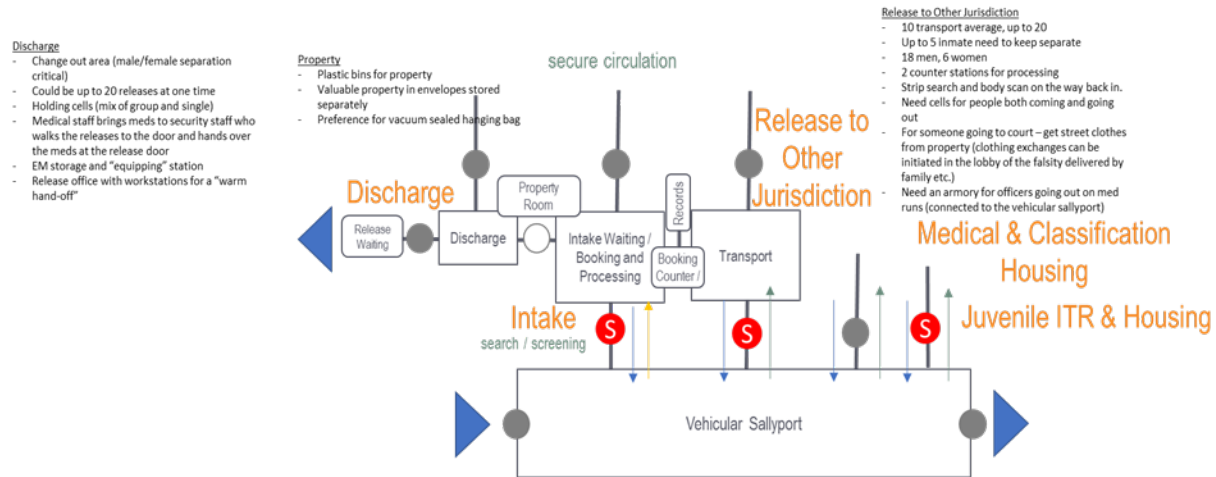 Discharge
- Change out area (male/female separation
critical)
- Could be up to 20 releases at one time
- Holding cells (mix of group and single)
- Medical staff brings meds to security staff who
walks the releases to the door and hands over
the meds at the release door
- EM storage and “equipping” station
- Release office with workstations for a “warm
hand-off”
Property
- Plastic bins for property
- Valuable property in envelopes stored
separately
- Preference for vacuum sealed hanging bag
secure circulation
Release to Other Jurisdiction
- 10 transport average, up to 20
- Up to 5 inmate need to keep separate
- 18 men, 6 women
- 2 counter stations for processing
- Strip search and body scan on the way back in.
- Need cells for people both coming and going
out
- For someone going to court – get street clothes
from property (clothing exchanges can be
initiated in the lobby of the falsity delivered by
family etc.)
- Need an armory for officers going out on med
runs (connected to the vehicular sallyport)
Release to
Other
Jurisdiction
Discharge
Property
Room
Records
Release
Waiting
Discharge
Intake Waiting /
Booking and
Processing
Booking
Counter /
Transport
Medical & Classification
Housing
Intake
search / screening
S
S
S
Juvenile ITR & Housing
Vehicular Sallyport